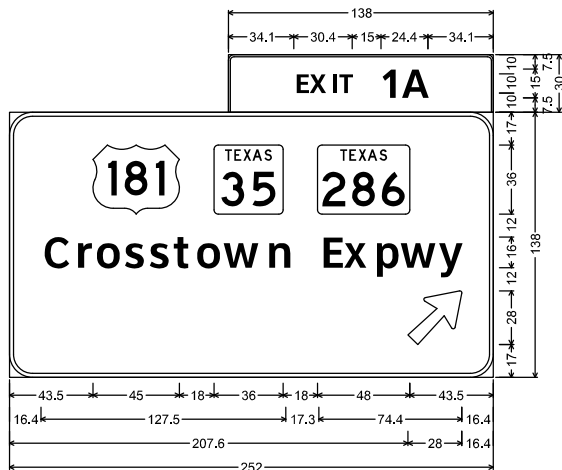 138
34.1 30.4 15 24.4 34.1
EXIT 1A
10 10 10
7.5 15 7.5
30
181 TEXAS 35 TEXAS 286
Crosstown Expwy
17 36 12 16 12 28 17
138
43.5 45 18 36 18 48 43.5
16.4 127.5 17.3 74.4 16.4
207.6 28 16.4
252